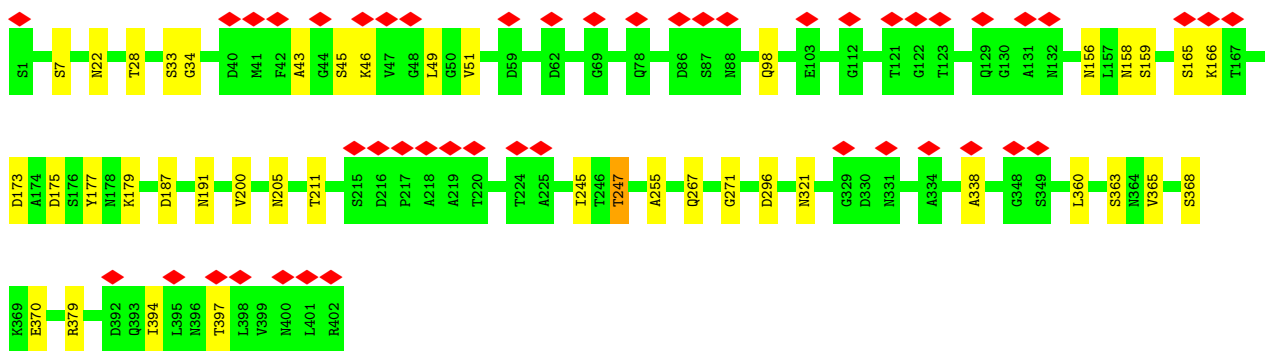 S1 S7 N22 T28 S33 G34 D40 M41 F42 A43 G44 S45 K46 V47 G48 L49 G50 V51 D59 D62 G69 Q78 D86 S87 N88 Q98 E103 G112 T121 G122 T123 Q129 G130 A131 N132 N156 L157 N158 S159 S165 K166 T167
D173 A174 D175 S176 Y177 N178 K179 D187 N191 V200 N205 T211 S215 D216 P217 A218 A219 T220 T224 A225 I245 T246 T247 A255 Q267 G271 D296 N321 G329 D330 N331 A334 A338 G348 S349 L360 S363 N364 V365 S368
K369 E370 R379 D392 Q393 I394 L395 N396 T397 L398 V399 N400 L401 R402